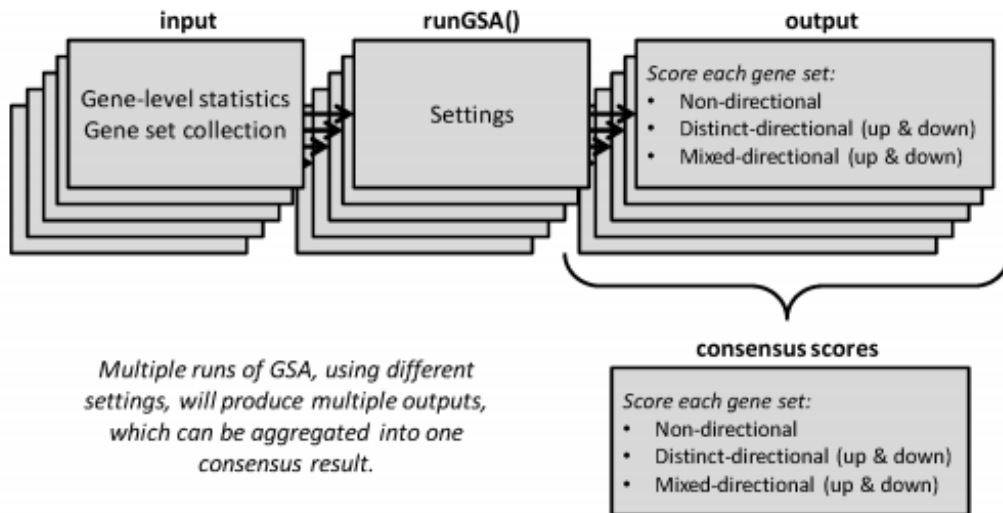 input
runGSA()
output
Gene-level statistics
Gene set collection
Settings
Score each gene set:
• Non-directional
• Distinct-directional (up & down)
• Mixed-directional (up & down)
Multiple runs of GSA, using different
settings, will produce multiple outputs,
which can be aggregated into one
consensus result.
consensus scores
Score each gene set:
• Non-directional
• Distinct-directional (up & down)
• Mixed-directional (up & down)